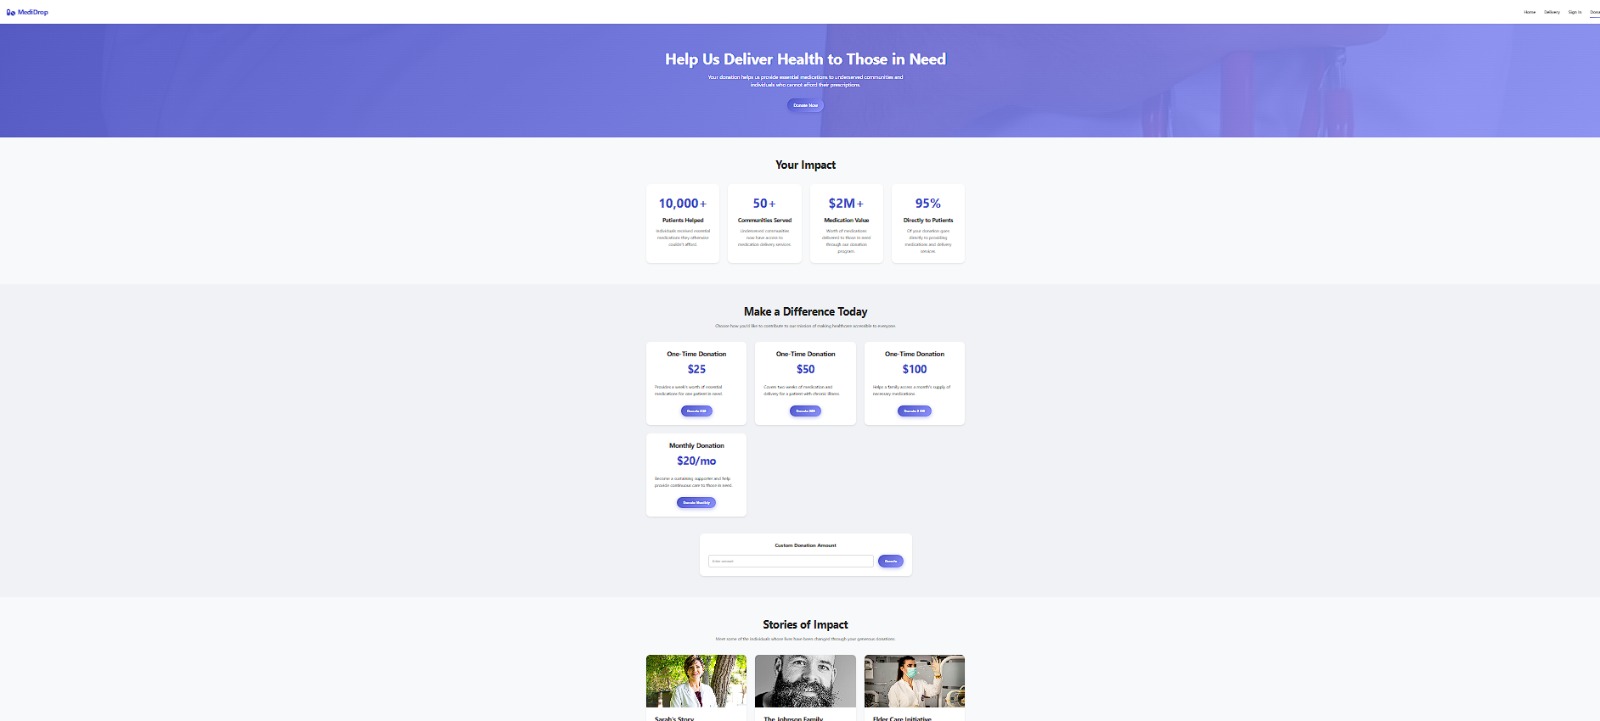 MediDrop
Home Delivery Sign In
Help Us Deliver Health to Those in Need
Your donation helps us provide essential medications to underserved communities and
individuals who cannot afford their prescriptions
Donate Now
Your Impact
10,000+
Patients Helped
Individuals received essential
medications they otherwise
couldn't afford
50+
Communities Served
Underserved communities
now have access to
medication delivery services
$2M+
Medication Value
Worth of medications
delivered to those in need
through our donation
program
95%
Directly to Patients
Of your donation goes
directly to providing
medications and delivery
services
Make a Difference Today
Choose how you'd like to contribute to our mission of making healthcare accessible to everyone
One-Time Donation
$25
Provides a week's worth of essential
medications for one patient in need
One-Time Donation
$50
Covers two weeks of medication and
delivery for a patient with chronic illness
One-Time Donation
$100
Helps a family access a month's supply of
necessary medications
Monthly Donation
$20/mo
Become a sustaining supporter and help
provide continuous care to those in need
Donate Monthly
Custom Donation Amount
Enter amount
Donate
Stories of Impact
Meet some of the individuals whose lives have been changed through your generous donations
Sarah's Story
The Johnson Family
Elder Care Initiative